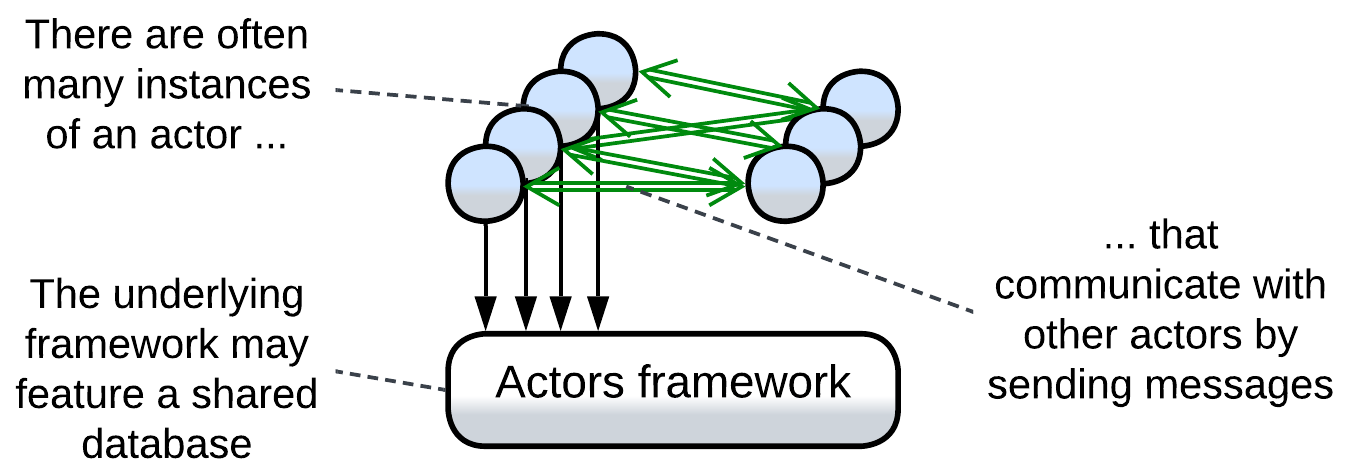 There are often
many instances
of an actor ...
... that
communicate with
other actors by
sending messages
The underlying
framework may
feature a shared
database
Actors framework